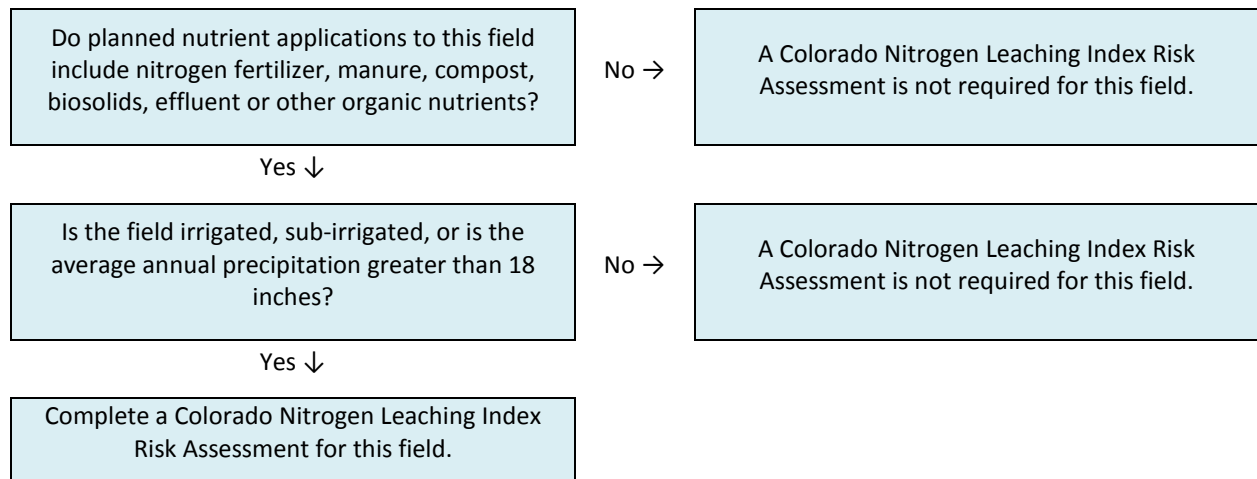 Do planned nutrient applications to this field
include nitrogen fertilizer, manure, compost,
biosolids, effluent or other organic nutrients?
No →
A Colorado Nitrogen Leaching Index Risk
Assessment is not required for this field.
Yes ↓
Is the field irrigated, sub-irrigated, or is the
average annual precipitation greater than 18
inches?
No →
A Colorado Nitrogen Leaching Index Risk
Assessment is not required for this field.
Yes ↓
Complete a Colorado Nitrogen Leaching Index
Risk Assessment for this field.